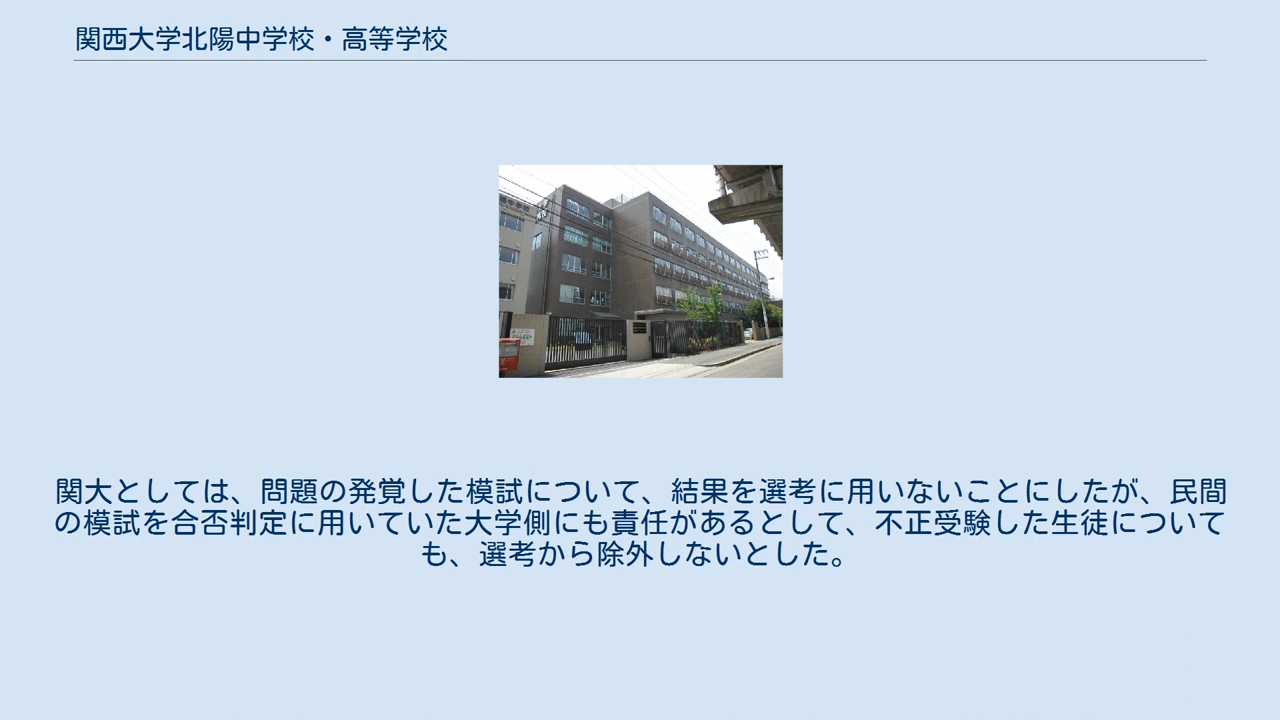 関西大学北陽中学校・高等学校
関大としては、問題の発覚した模試について、結果を選考に用いないことにしたが、民間
の模試を合否判定に用いていた大学側にも責任があるとして、不正受験した生徒について
も、選考から除外しないとした。